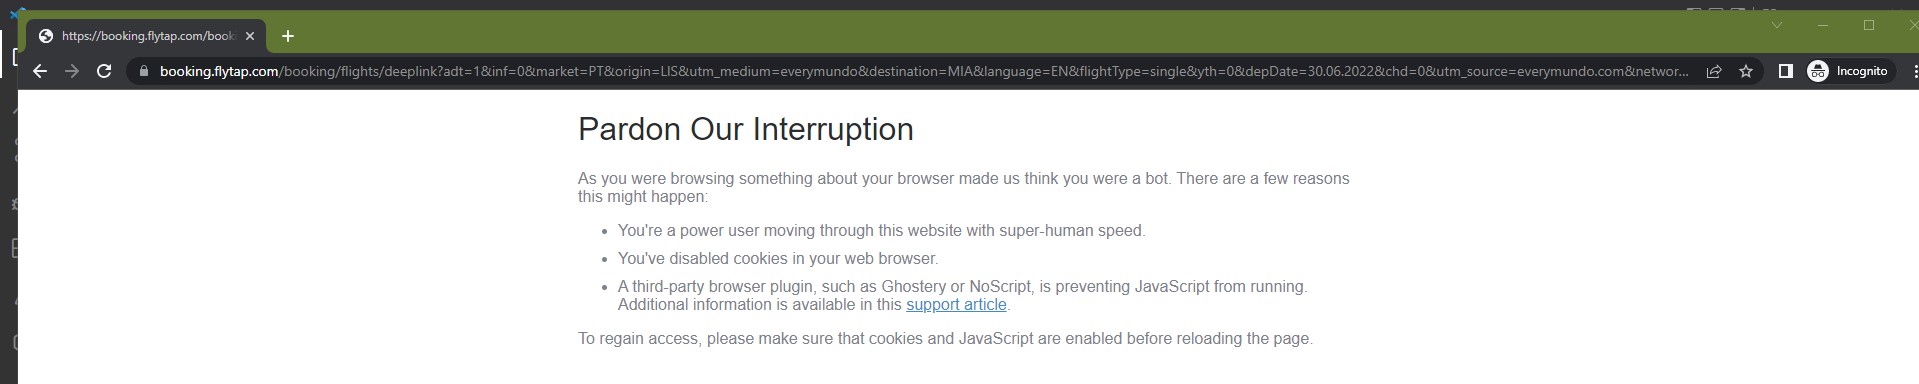 https://booking.flytap.com/book
booking.flytap.com/booking/flights/deeplink?adt=1&inf=0&market=PT&origin=LIS&utm_medium=everymundo&destination=MIA&language=EN&flightType=single&yth=0&depDate=30.06.2022&chd=0&utm_source=everymundo.com&networ... Incognito
Pardon Our Interruption
As you were browsing something about your browser made us think you were a bot. There are a few reasons
this might happen:
• You're a power user moving through this website with super-human speed.
• You've disabled cookies in your web browser.
• A third-party browser plugin, such as Ghostery or NoScript, is preventing JavaScript from running.
Additional information is available in this support article.
To regain access, please make sure that cookies and JavaScript are enabled before reloading the page.